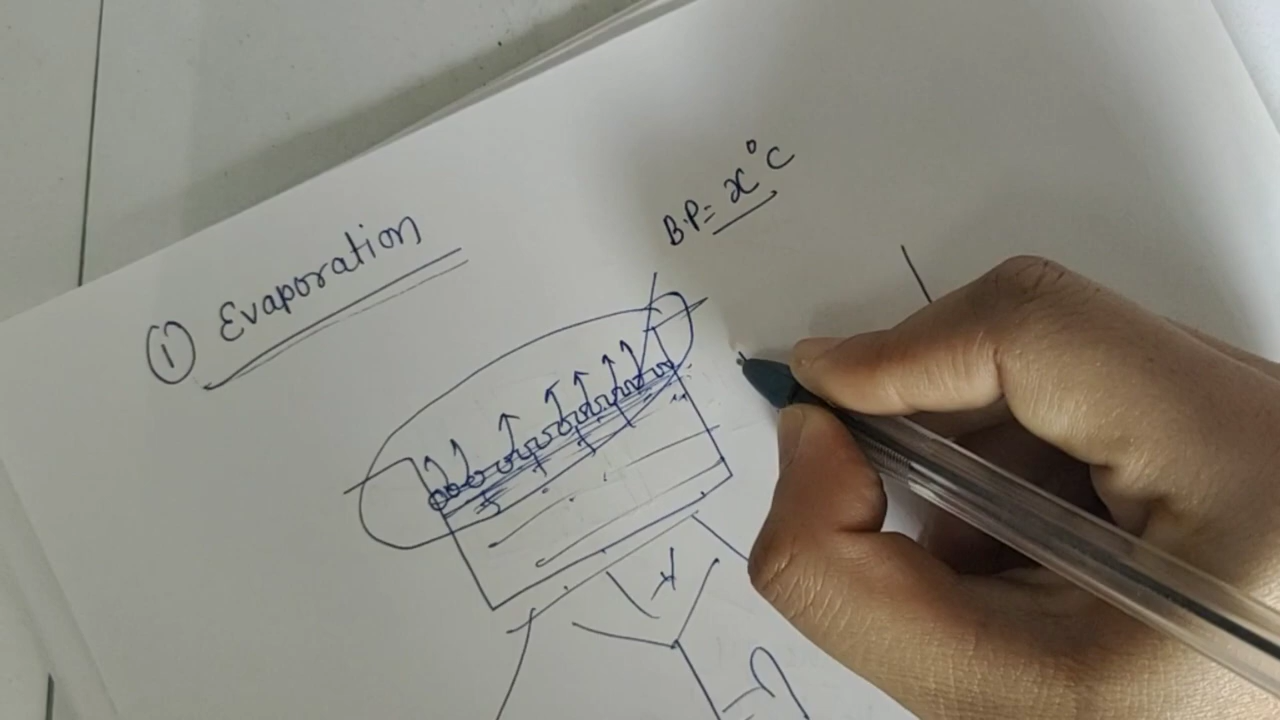 ① Evaporation
B.P= x°C